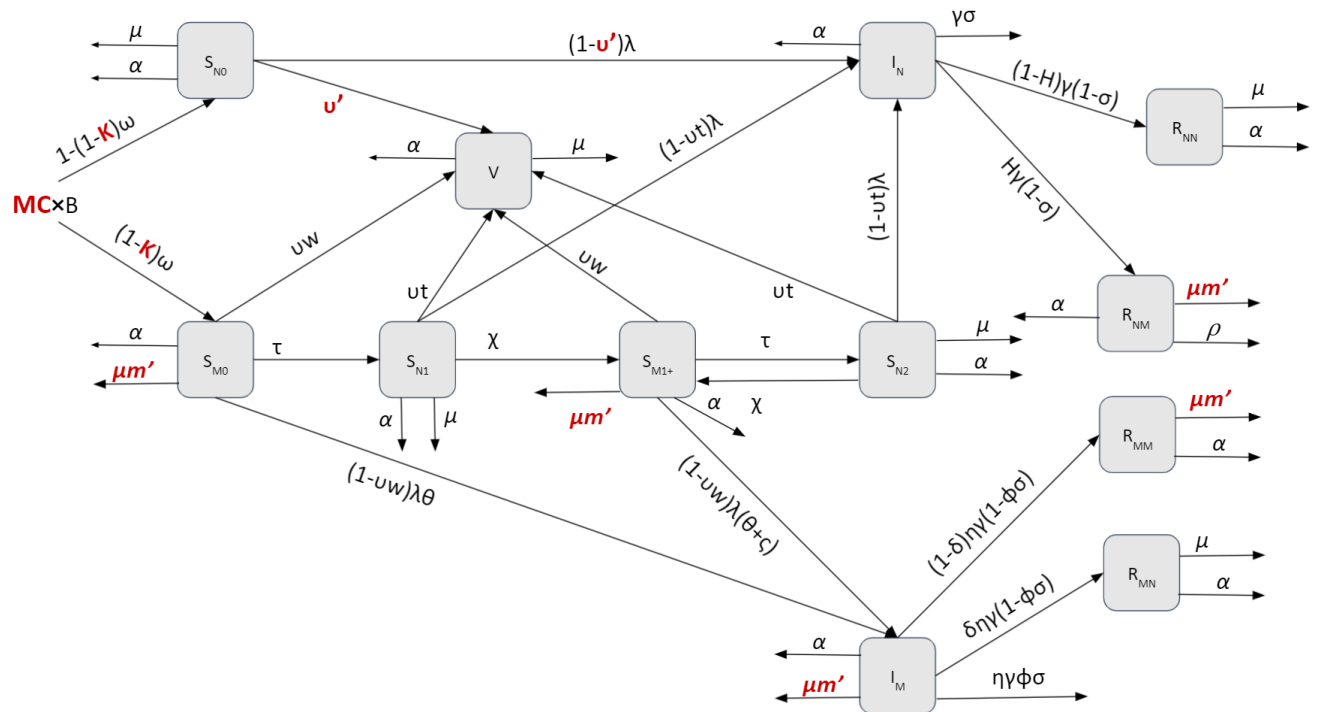 γσ
μ
α
S_N0
(1-υ')λ
α
I_N
(1-H)γ(1-σ)
μ
α
R_NN
υ'
1-(1-K)ω
(1-υt)λ
Hγ(1-σ)
α
V
μ
MC×B
(1-K)ω
υw
υt
υw
υt
(1-υt)λ
α
R_NM
μm'
ρ
α
μm'
S_M0
τ
S_N1
χ
S_M1+
τ
S_N2
μ
α
α
μ
μm'
α
χ
R_MM
μm'
α
(1-υw)λθ
(1-υw)λ(θ+ς)
(1-δ)ηγ(1-ϕσ)
δηγ(1-ϕσ)
R_MN
μ
α
α
μm'
I_M
ηγϕσ